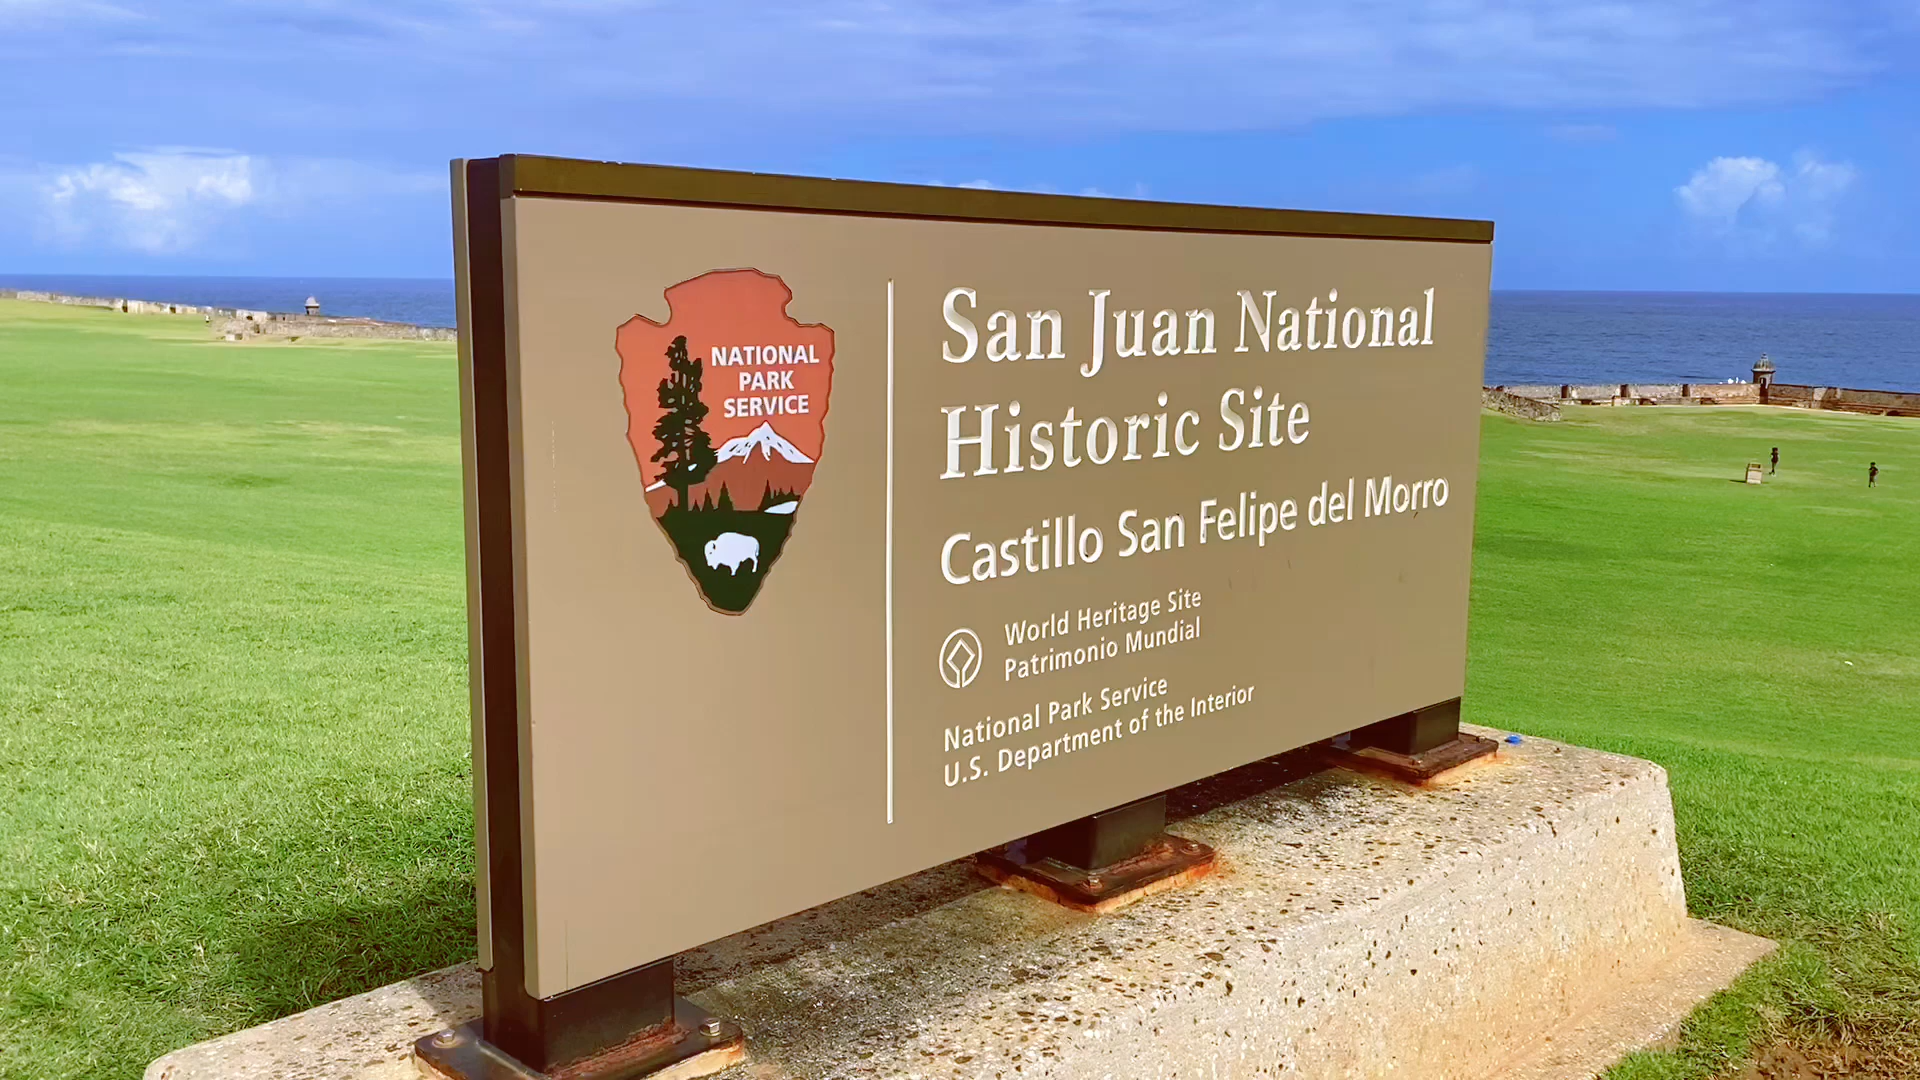 NATIONAL
PARK
SERVICE
San Juan National
Historic Site
Castillo San Felipe del Morro
World Heritage Site
Patrimonio Mundial
National Park Service
U.S. Department of the Interior